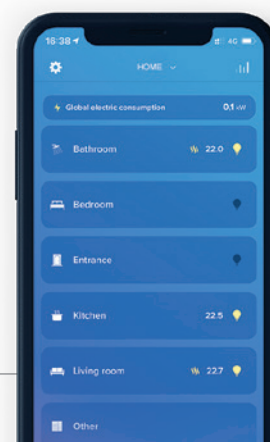 16:38
4G
HOME
Global electric consumption 0.1 kW
Bathroom 22.0
Bedroom
Entrance
Kitchen 22.5
Living room 22.7
Other